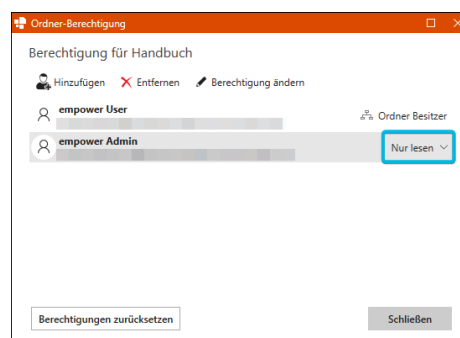 Ordner-Berechtigung
Berechtigung für Handbuch
Hinzufügen Entfernen Berechtigung ändern
empower User
Ordner Besitzer
empower Admin
Nur lesen
Berechtigungen zurücksetzen Schließen